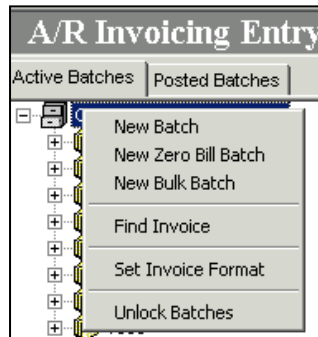 A/R Invoicing Entry
Active Batches Posted Batches
New Batch
New Zero Bill Batch
New Bulk Batch
Find Invoice
Set Invoice Format
Unlock Batches